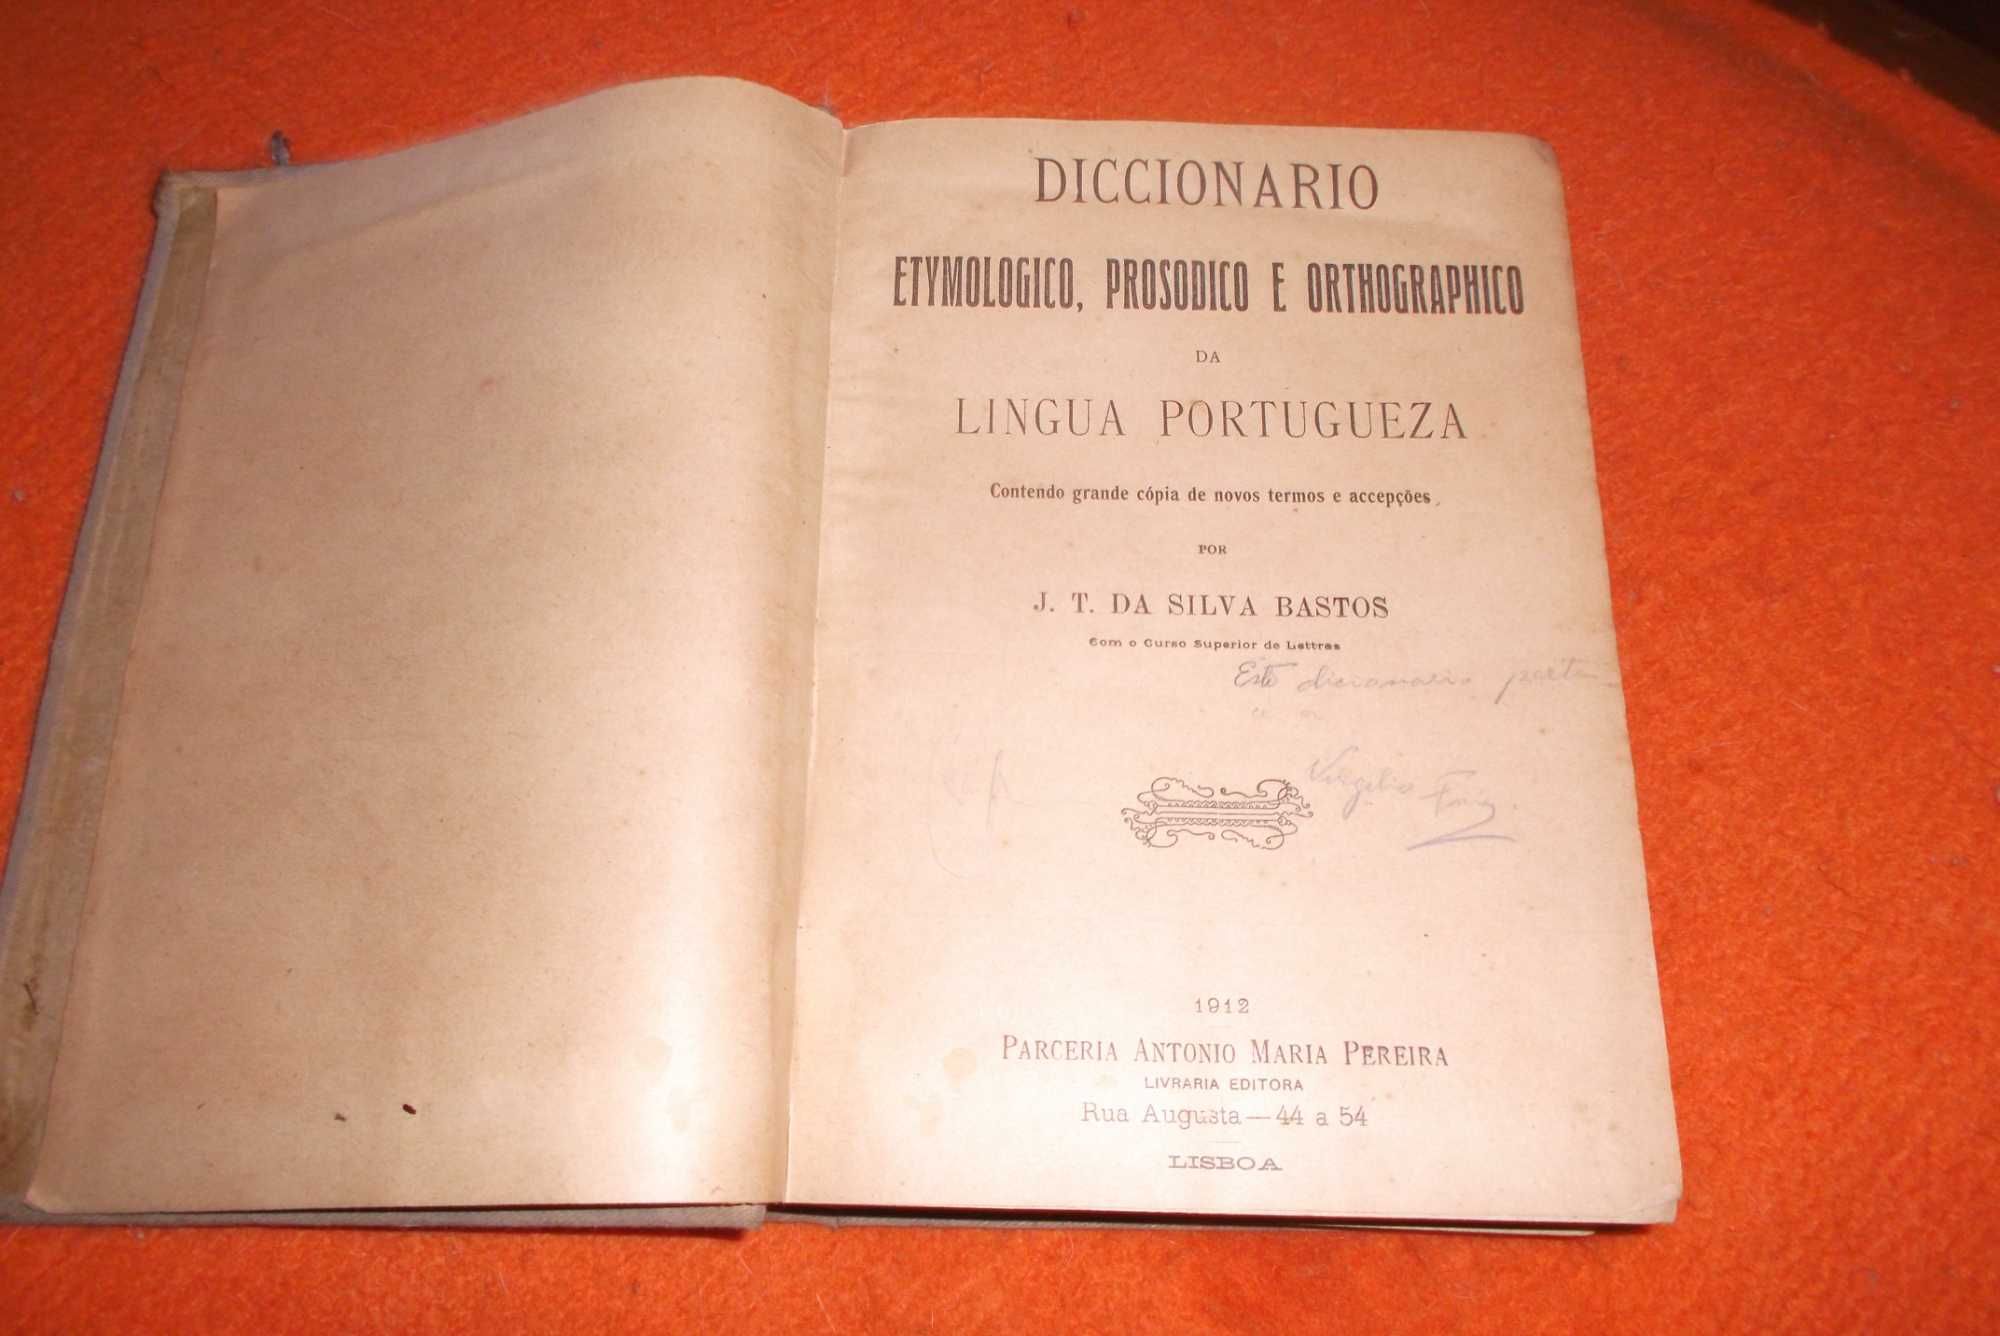 DICCIONARIO
ETYMOLOGICO, PROSODICO E ORTHOGRAPHICO
DA
LINGUA PORTUGUEZA
Contendo grande cópia de novos termos e accepções
POR
J. T. DA SILVA BASTOS
Com o Curso Superior de Lettras
Este diccionario
Virgilio
1912
PARCERIA ANTONIO MARIA PEREIRA
LIVRARIA EDITORA
Rua Augusta — 44 a 54
LISBOA